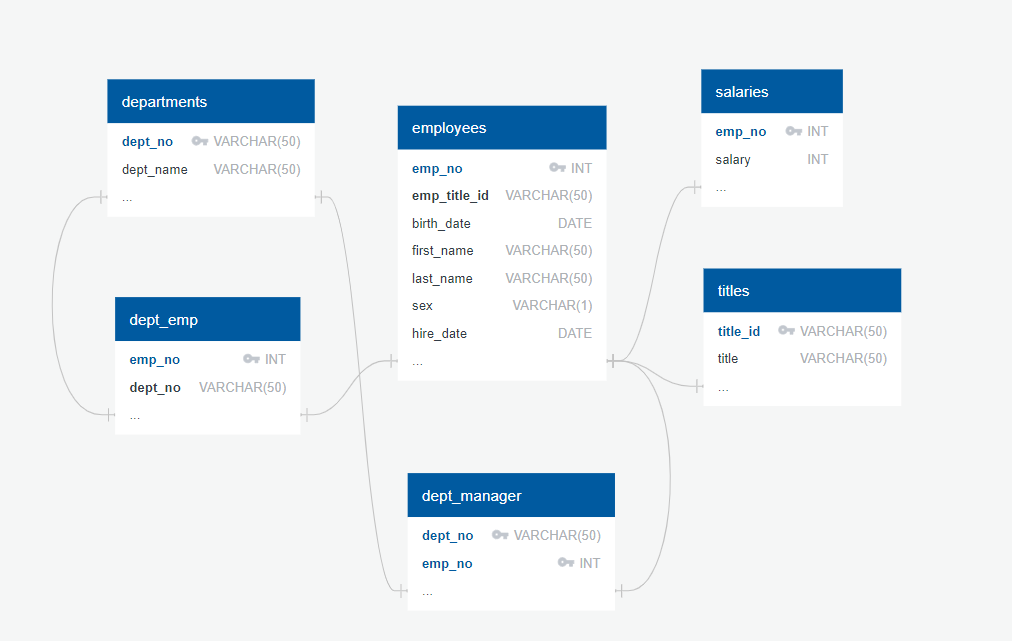 departments
dept_no VARCHAR(50)
dept_name VARCHAR(50)
...
employees
emp_no INT
emp_title_id VARCHAR(50)
birth_date DATE
first_name VARCHAR(50)
last_name VARCHAR(50)
sex VARCHAR(1)
hire_date DATE
...
salaries
emp_no INT
salary INT
...
dept_emp
emp_no INT
dept_no VARCHAR(50)
...
titles
title_id VARCHAR(50)
title VARCHAR(50)
...
dept_manager
dept_no VARCHAR(50)
emp_no INT
...